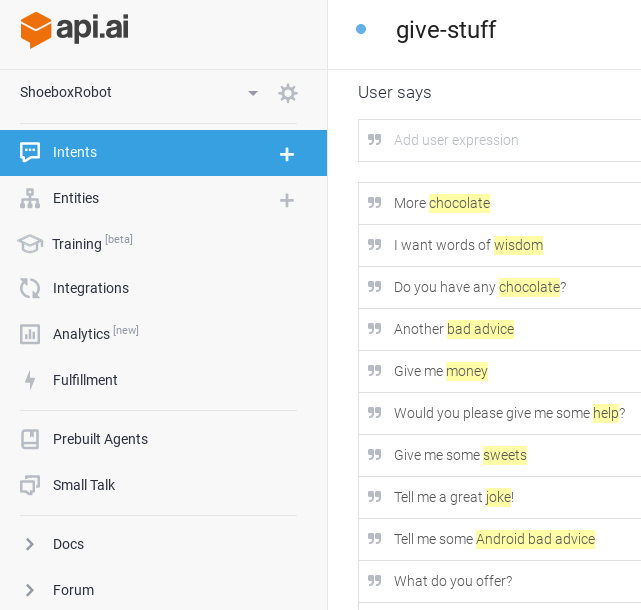 api.ai
ShoeboxRobot
Intents
Entities
Training [beta]
Integrations
Analytics [new]
Fulfillment
Prebuilt Agents
Small Talk
Docs
Forum
give-stuff
User says
Add user expression
More chocolate
I want words of wisdom
Do you have any chocolate?
Another bad advice
Give me money
Would you please give me some help?
Give me some sweets
Tell me a great joke!
Tell me some Android bad advice
What do you offer?